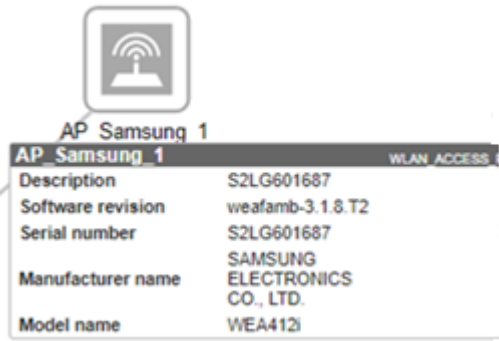 AP_Samsung_1
AP_Samsung_1 WLAN_ACCESS_
Description S2LG601687
Software revision weafamb-3.1.8.T2
Serial number S2LG601687
SAMSUNG
Manufacturer name ELECTRONICS
CO., LTD.
Model name WEA412i